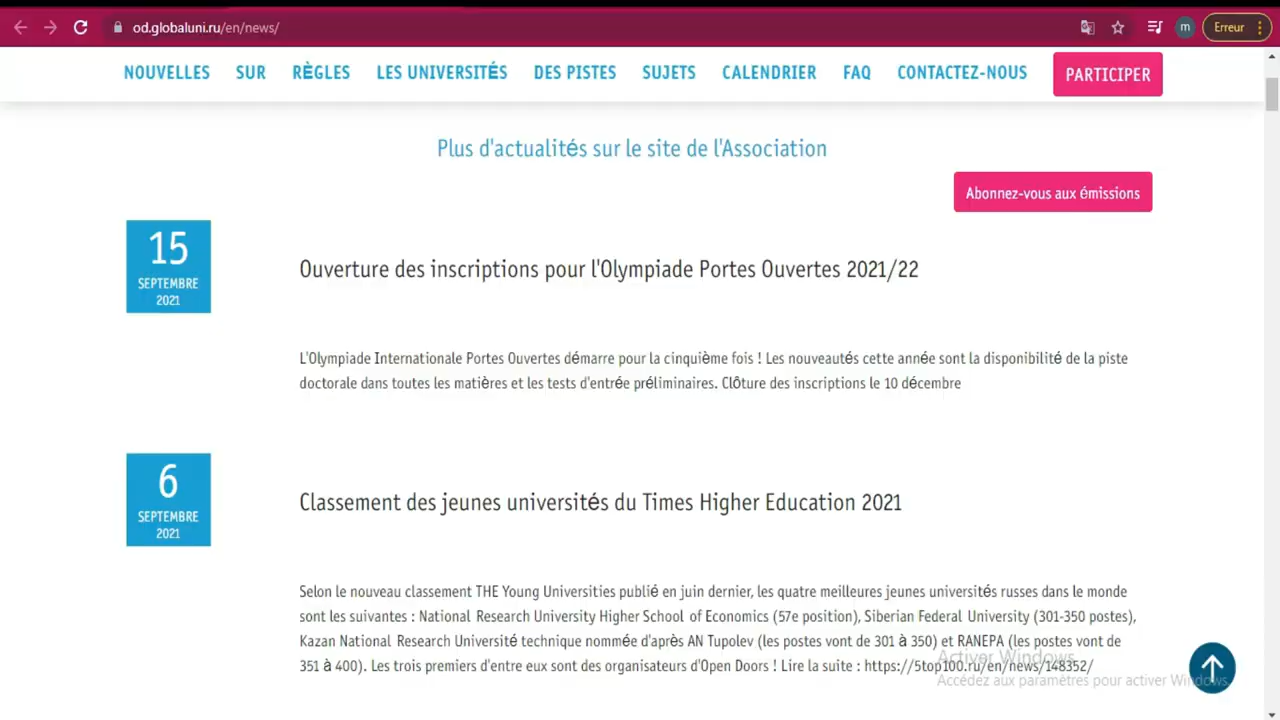 od.globaluni.ru/en/news/
m
Erreur
NOUVELLES SUR RÈGLES LES UNIVERSITÉS DES PISTES SUJETS CALENDRIER FAQ CONTACTEZ-NOUS PARTICIPER
Plus d'actualités sur le site de l'Association
Abonnez-vous aux émissions
15
SEPTEMBRE
2021
Ouverture des inscriptions pour l'Olympiade Portes Ouvertes 2021/22
L'Olympiade Internationale Portes Ouvertes démarre pour la cinquième fois ! Les nouveautés cette année sont la disponibilité de la piste
doctorale dans toutes les matières et les tests d'entrée préliminaires. Clôture des inscriptions le 10 décembre
6
SEPTEMBRE
2021
Classement des jeunes universités du Times Higher Education 2021
Selon le nouveau classement THE Young Universities publié en juin dernier, les quatre meilleures jeunes universités russes dans le monde
sont les suivantes : National Research University Higher School of Economics (57e position), Siberian Federal University (301-350 postes),
Kazan National Research Université technique nommée d'après AN Tupolev (les postes vont de 301 à 350) et RANEPA (les postes vont de
351 à 400). Les trois premiers d'entre eux sont des organisateurs d'Open Doors ! Lire la suite : https://5top100.ru/en/news/148352/
Activer Windows
Accédez aux paramètres pour activer Windows.